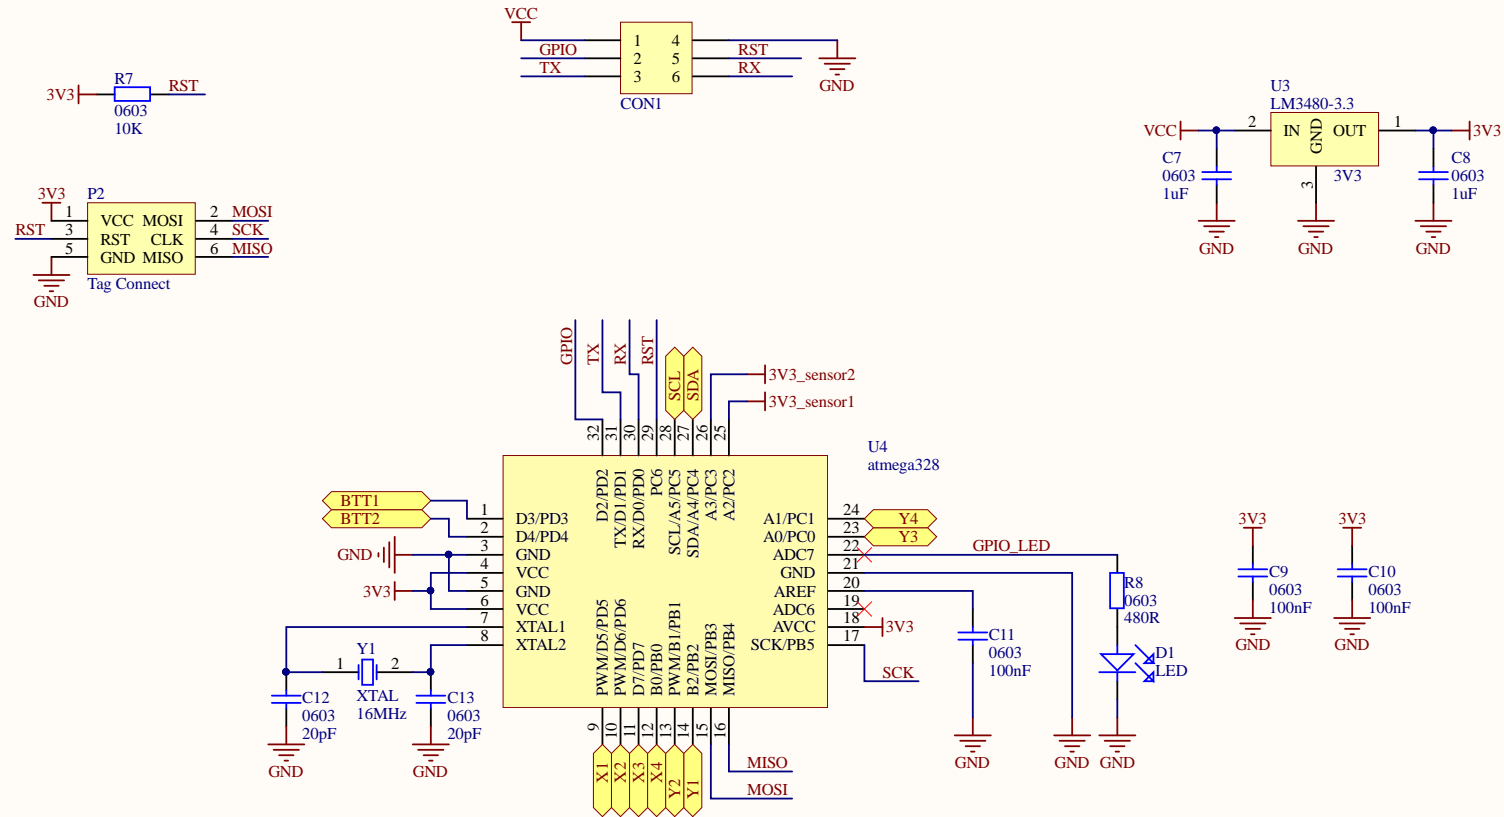 VCC
GPIO
TX
1
2
3
4
5
6
RST
RX
GND
CON1
R7
3V3
RST
0603
10K
U3
LM3480-3.3
VCC
2
IN
GND
OUT
1
3V3
3
3V3
C7
0603
1uF
C8
0603
1uF
GND
GND
GND
3V3
P2
1
VCC MOSI
2
MOSI
RST
3
RST CLK
4
SCK
5
GND MISO
6
MISO
GND
Tag Connect
GPIO
TX
RX
RST
SCL
SDA
3V3_sensor2
3V3_sensor1
32
31
30
29
28
27
26
25
U4
atmega328
D2/PD2
TX/D1/PD1
RX/D0/PD0
PC6
SCL/A5/PC5
SDA/A4/PC4
A3/PC3
A2/PC2
BTT1
BTT2
GND
3V3
1
2
3
4
5
6
7
8
D3/PD3
D4/PD4
GND
VCC
GND
VCC
XTAL1
XTAL2
A1/PC1
A0/PC0
ADC7
GND
AREF
ADC6
AVCC
SCK/PB5
24
23
22
21
20
19
18
17
Y4
Y3
GPIO_LED
3V3
SCK
PWM/D5/PD5
PWM/D6/PD6
D7/PD7
B0/PB0
PWM/B1/PB1
B2/PB2
MOSI/PB3
MISO/PB4
9
10
11
12
13
14
15
16
X1
X2
X3
X4
Y2
Y1
MISO
MOSI
Y1
1
2
XTAL
16MHz
C12
0603
20pF
GND
C13
0603
20pF
GND
C11
0603
100nF
GND
GND
R8
0603
480R
D1
LED
GND
3V3
C9
0603
100nF
GND
3V3
C10
0603
100nF
GND